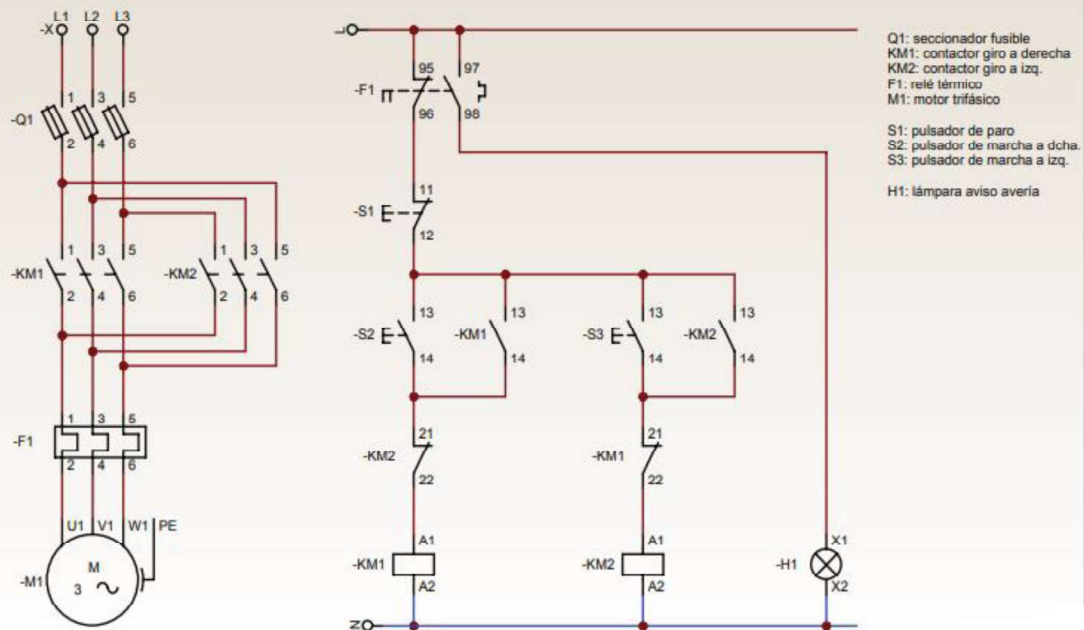 L1 L2 L3
-X
1 3 5
-Q1
2 4 6
1 3 5
-KM1
2 4 6
1 3 5
-KM2
2 4 6
1 3 5
-F1
2 4 6
U1 V1 W1 PE
-M1
M
3
L
95 97
-F1
96 98
11
-S1
12
13
-S2
14
13
-KM1
14
13
-S3
14
13
-KM2
14
21
-KM2
22
21
-KM1
22
A1
-KM1
A2
A1
-KM2
A2
X1
-H1
X2
N
Q1: seccionador fusible
KM1: contactor giro a derecha
KM2: contactor giro a izq.
F1: relé térmico
M1: motor trifásico
S1: pulsador de paro
S2: pulsador de marcha a dcha.
S3: pulsador de marcha a izq.
H1: lámpara aviso avería